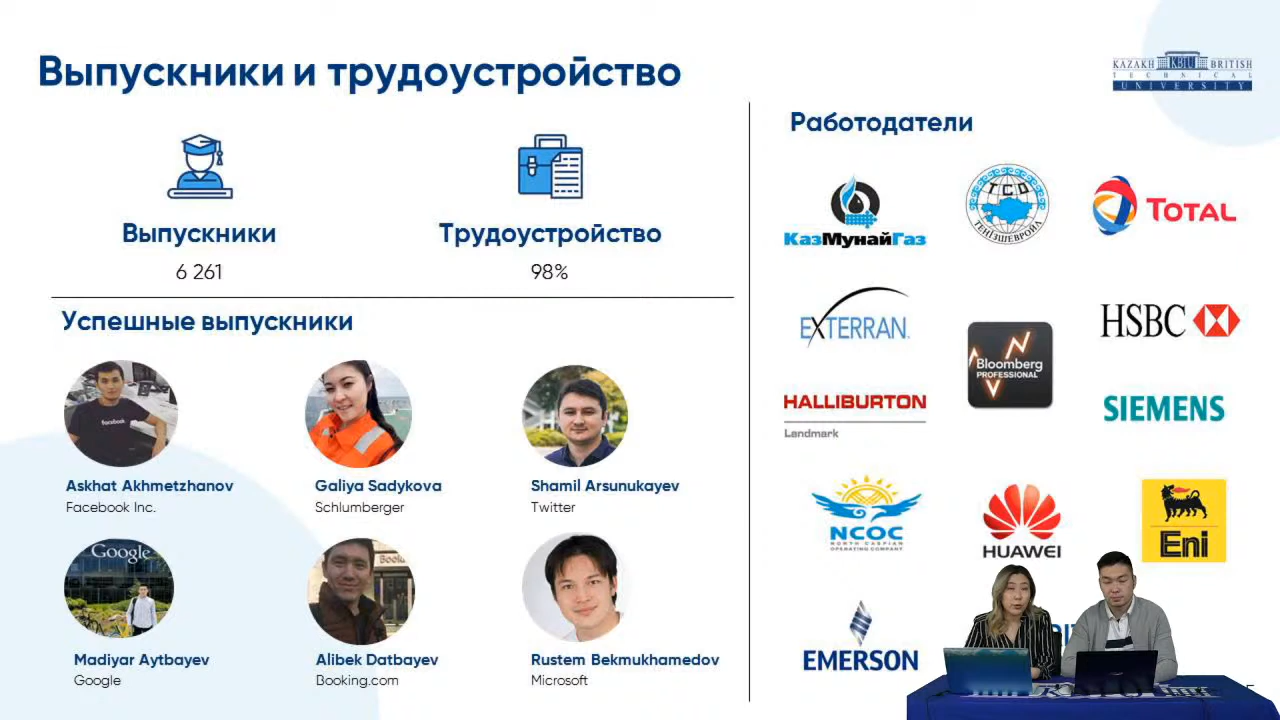 Выпускники и трудоустройство
KAZAKH KBTU BRITISH
TECHNICAL
UNIVERSITY
Выпускники
6 261
Трудоустройство
98%
Успешные выпускники
facebook
Askhat Akhmetzhanov
Facebook Inc.
Galiya Sadykova
Schlumberger
Shamil Arsunukayev
Twitter
Google
Madiyar Aytbayev
Google
Alibek Datbayev
Booking.com
Rustem Bekmukhamedov
Microsoft
Работодатели
КазМунайГаз
ТСО
ТЕНІЗШЕВРОЙЛ
TOTAL
EXTERRAN.
Bloomberg
PROFESSIONAL
HSBC
HALLIBURTON
Landmark
SIEMENS
NCOC
NORTH CASPIAN
OPERATING COMPANY
HUAWEI
Eni
EMERSON